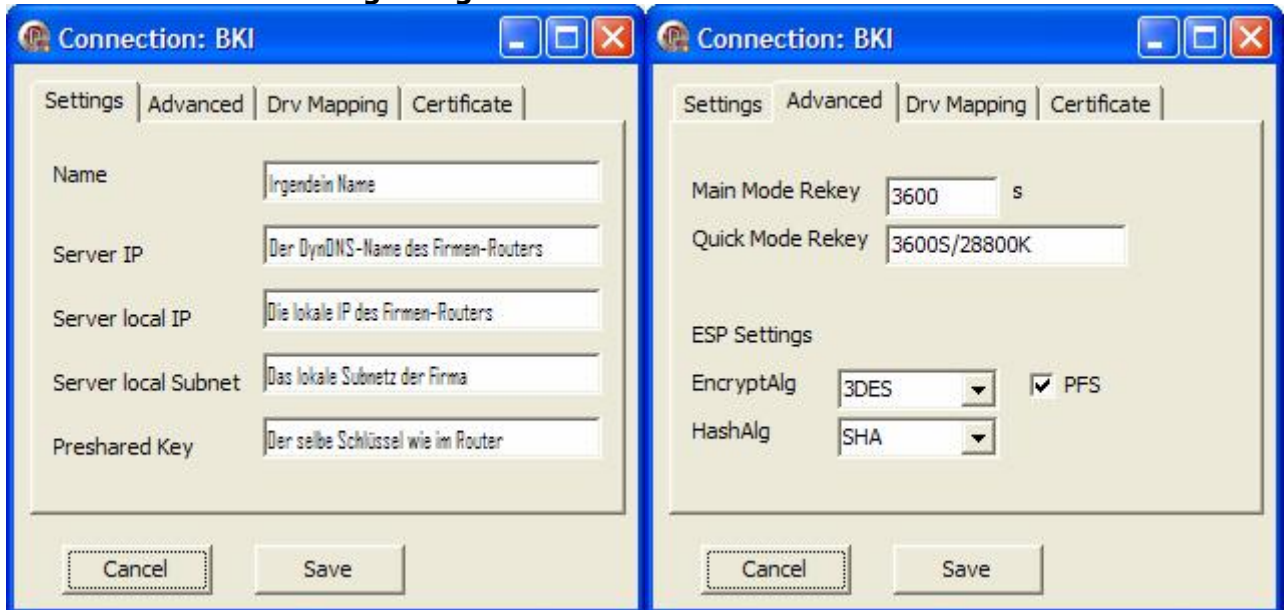 Connection: BKI
Settings Advanced Drv Mapping Certificate
Name Irgendein Name
Server IP Der DynDNS-Name des Firmen-Routers
Server local IP Die lokale IP des Firmen-Routers
Server local Subnet Das lokale Subnetz der Firma
Preshared Key Der selbe Schlüssel wie im Router
Cancel Save
Connection: BKI
Settings Advanced Drv Mapping Certificate
Main Mode Rekey 3600 s
Quick Mode Rekey 3600S/28800K
ESP Settings
EncryptAlg 3DES PFS
HashAlg SHA
Cancel Save